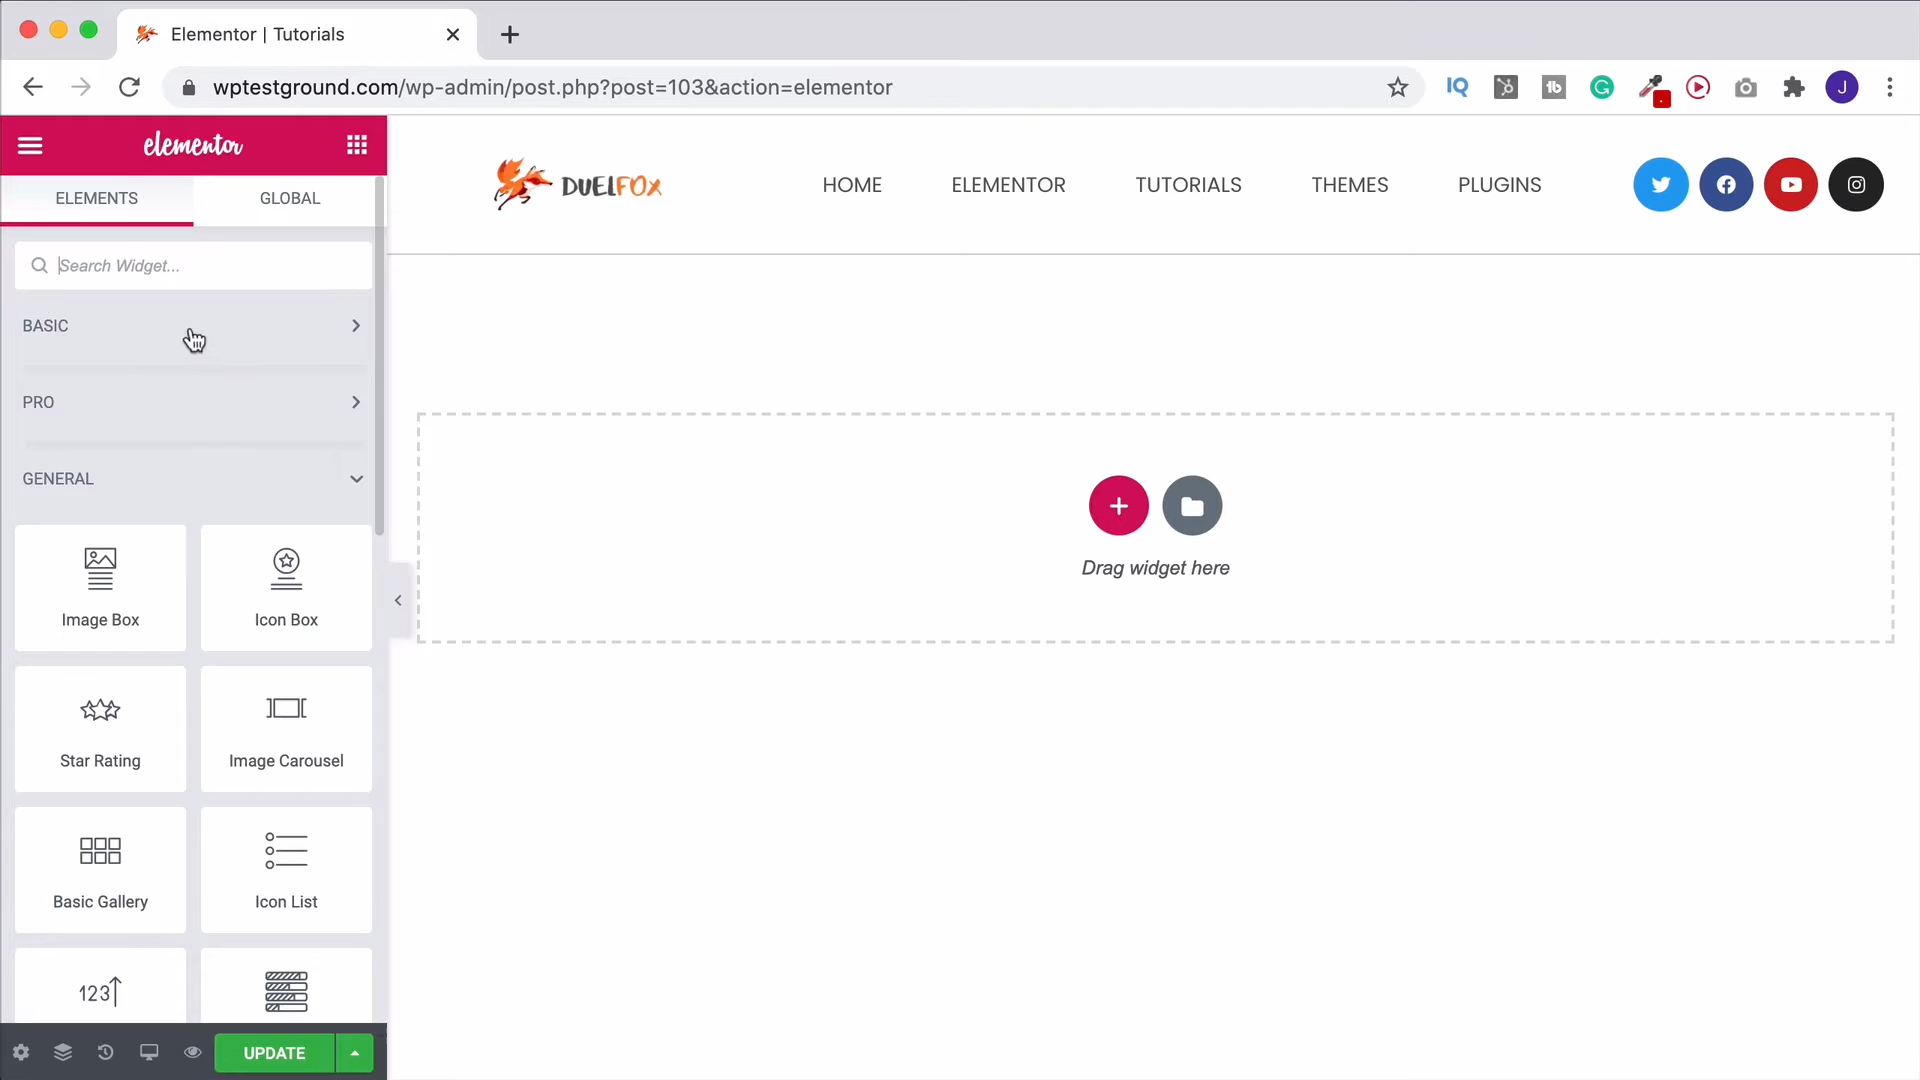 Elementor | Tutorials
wptestground.com/wp-admin/post.php?post=103&action=elementor
IQ
tb
G
J
elementor
ELEMENTS
GLOBAL
Search Widget...
BASIC
PRO
GENERAL
Image Box
Icon Box
Star Rating
Image Carousel
Basic Gallery
Icon List
123
UPDATE
DUELFOX
HOME
ELEMENTOR
TUTORIALS
THEMES
PLUGINS
Drag widget here